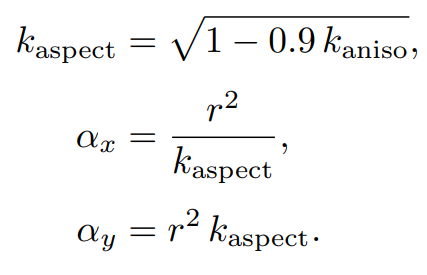 k_aspect = √(1 − 0.9 k_aniso),
α_x = r² / k_aspect,
α_y = r² k_aspect.